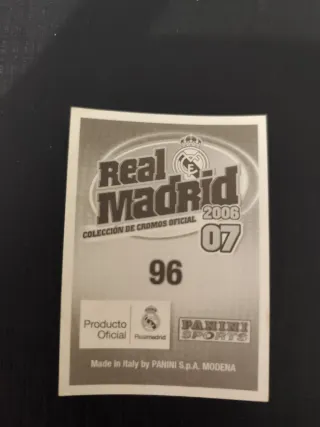 Real
Madrid
2006
07
COLECCIÓN DE CROMOS OFICIAL
96
Producto
Oficial
Realmadrid
PANINI
SPORTS
Made in Italy by PANINI S.p.A. MODENA